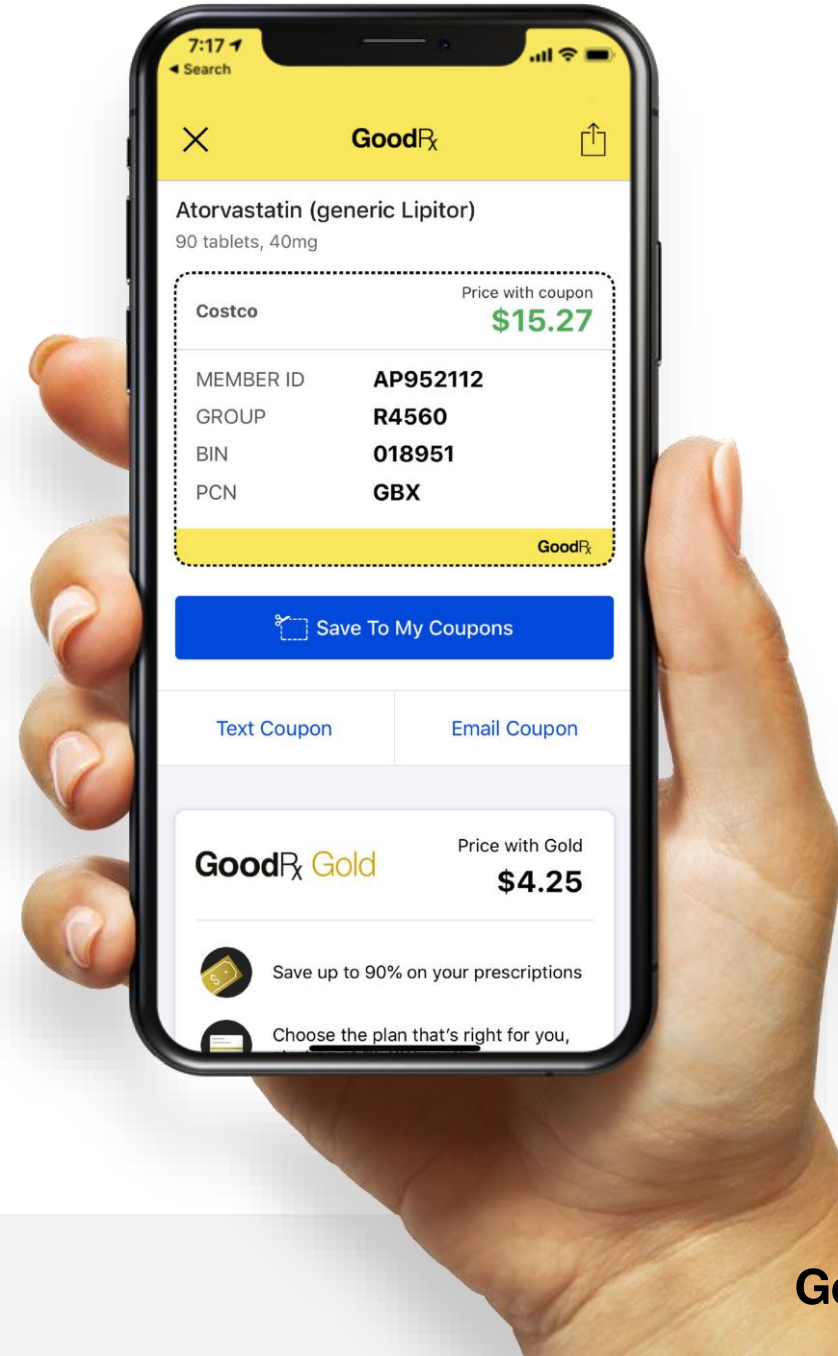 7:17
Search
GoodRx
Atorvastatin (generic Lipitor)
90 tablets, 40mg
Costco
Price with coupon
$15.27
MEMBER ID AP952112
GROUP R4560
BIN 018951
PCN GBX
GoodRx
Save To My Coupons
Text Coupon
Email Coupon
GoodRx Gold
Price with Gold
$4.25
$
Save up to 90% on your prescriptions
Choose the plan that's right for you,
Go